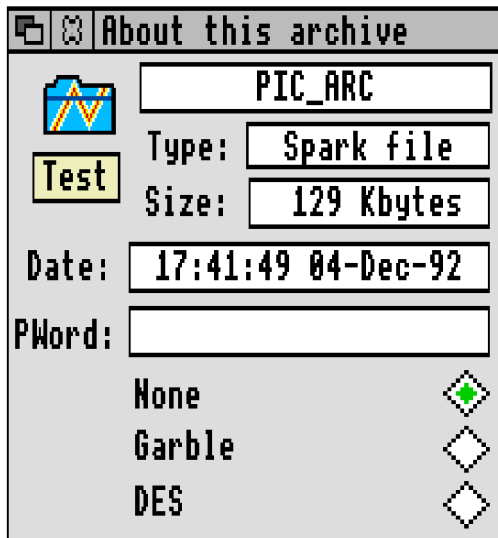 About this archive
PIC_ARC
Type: Spark file
Test
Size: 129 Kbytes
Date: 17:41:49 04-Dec-92
PWord:
None
Garble
DES